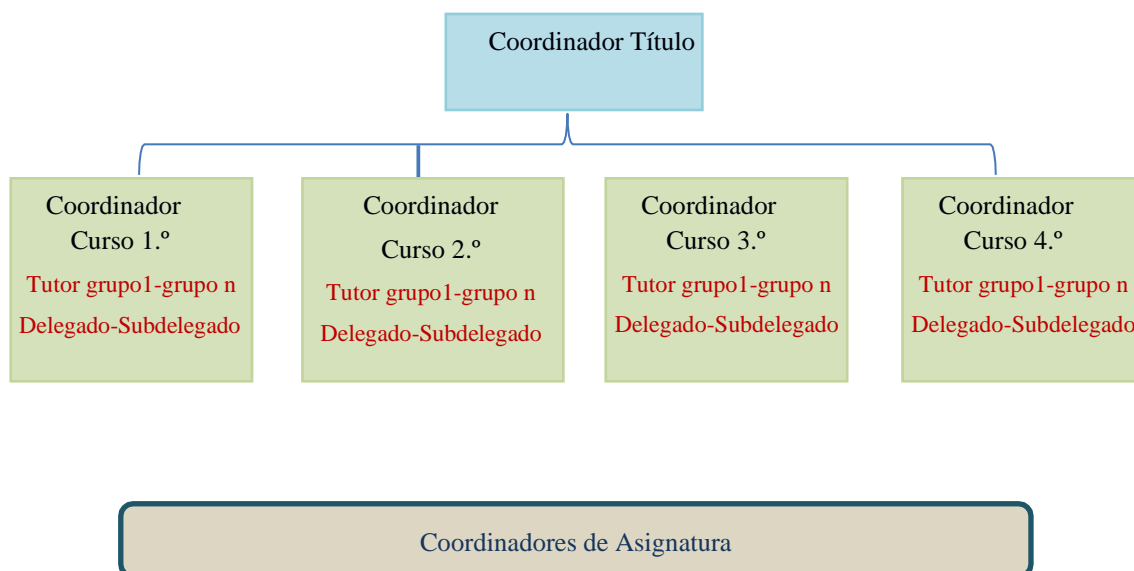 Coordinador Título
Coordinador
Curso 1.º
Tutor grupo1-grupo n
Delegado-Subdelegado
Coordinador
Curso 2.º
Tutor grupo1-grupo n
Delegado-Subdelegado
Coordinador
Curso 3.º
Tutor grupo1-grupo n
Delegado-Subdelegado
Coordinador
Curso 4.º
Tutor grupo1-grupo n
Delegado-Subdelegado
Coordinadores de Asignatura